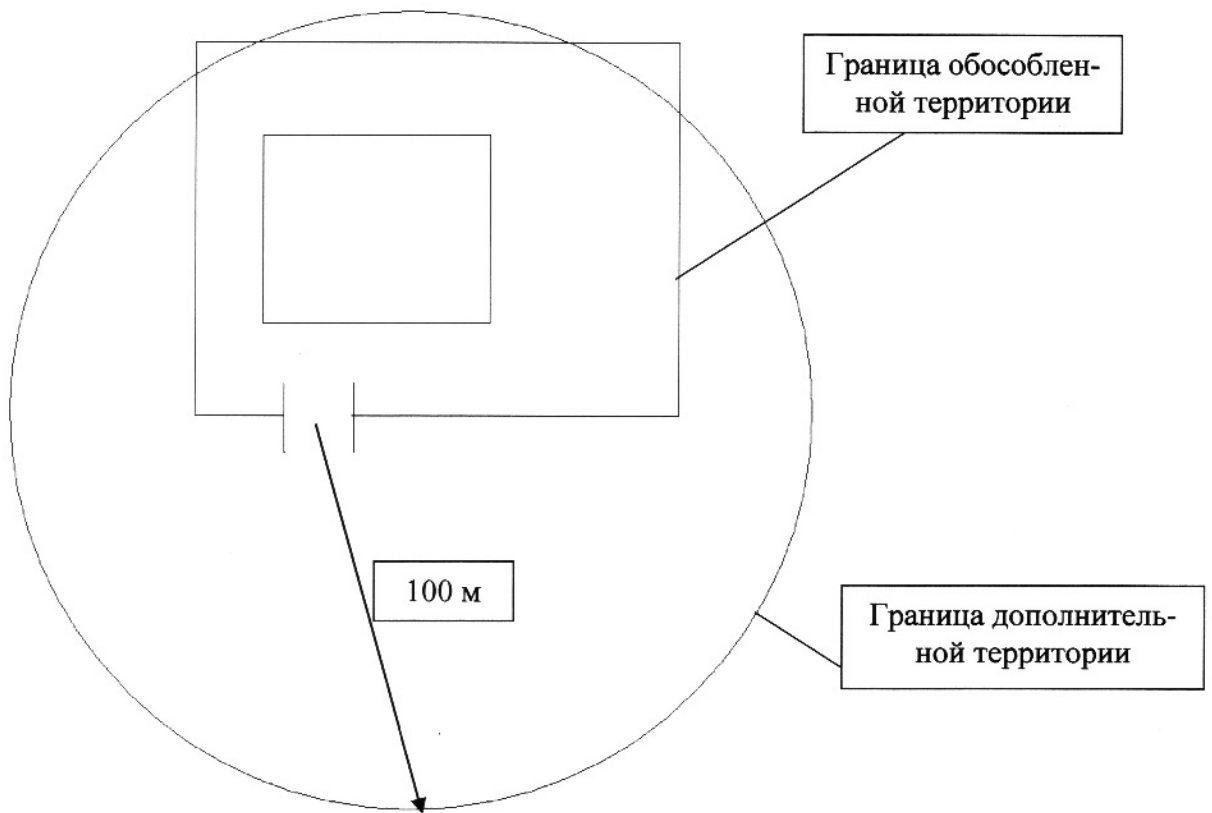 Граница обособлен-
ной территории
100 м
Граница дополнитель-
ной территории